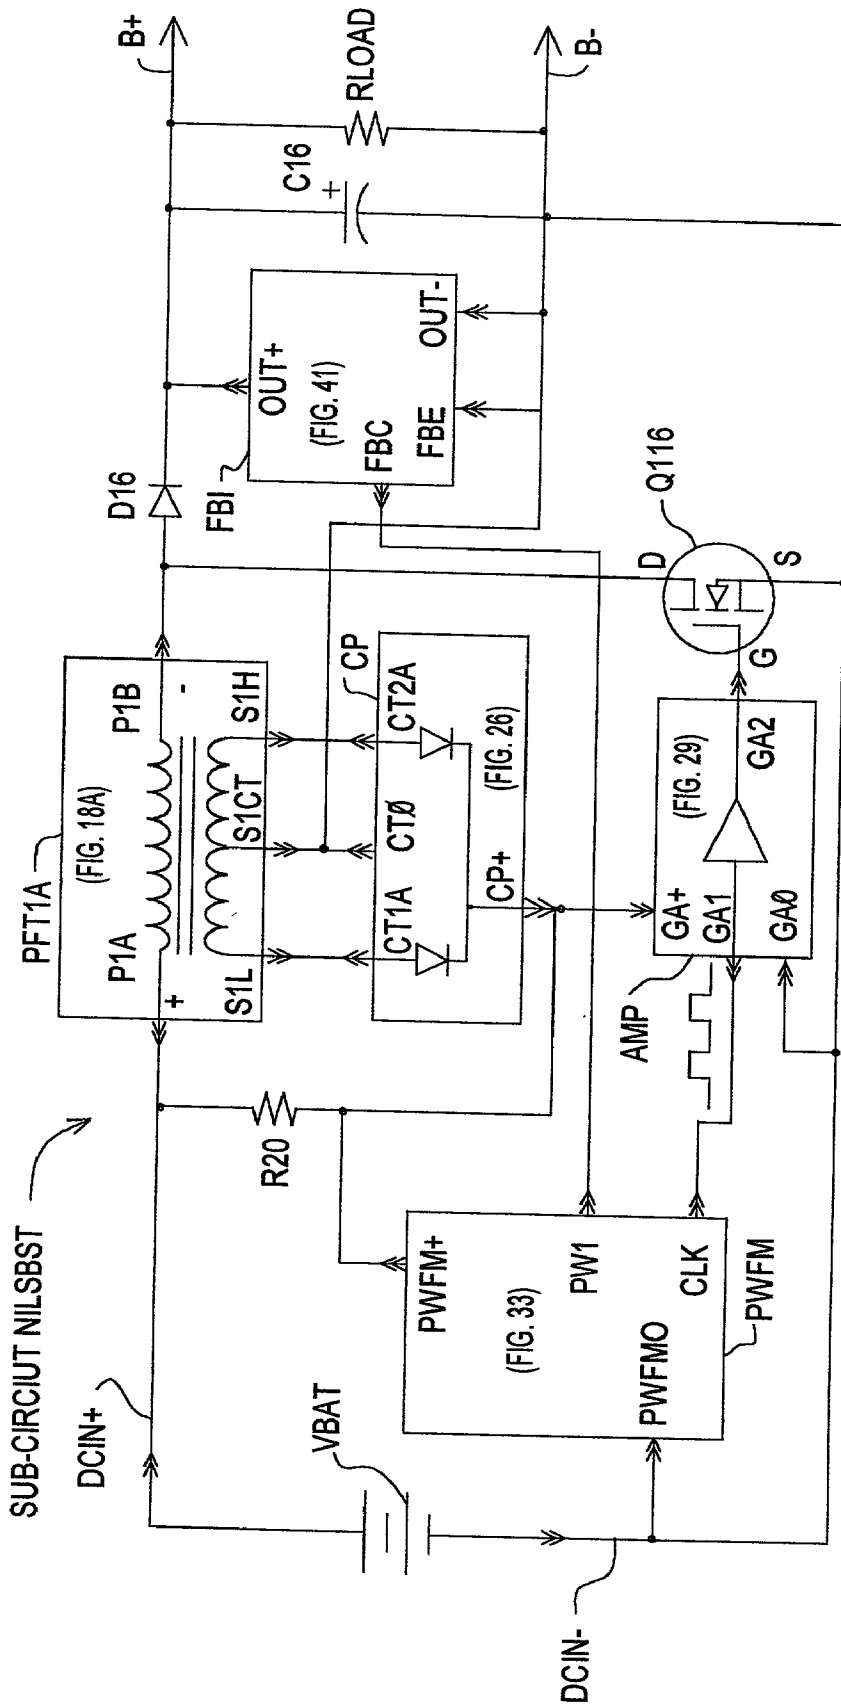 SUB-CIRCIUT NILSBST
DCIN+
PFT1A
P1A
(FIG. 18A)
P1B
+
-
S1L
S1CT
S1H
D16
B+
R20
CT1A
CTØ
CT2A
CP
CP+
(FIG. 26)
FBI
OUT+
(FIG. 41)
FBC
FBE
OUT-
C16
+
RLOAD
B-
VBAT
PWFM+
(FIG. 33)
PW1
PWFMO
CLK
PWFM
AMP
GA+
GA1
GAØ
(FIG. 29)
GA2
Q116
D
G
S
DCIN-